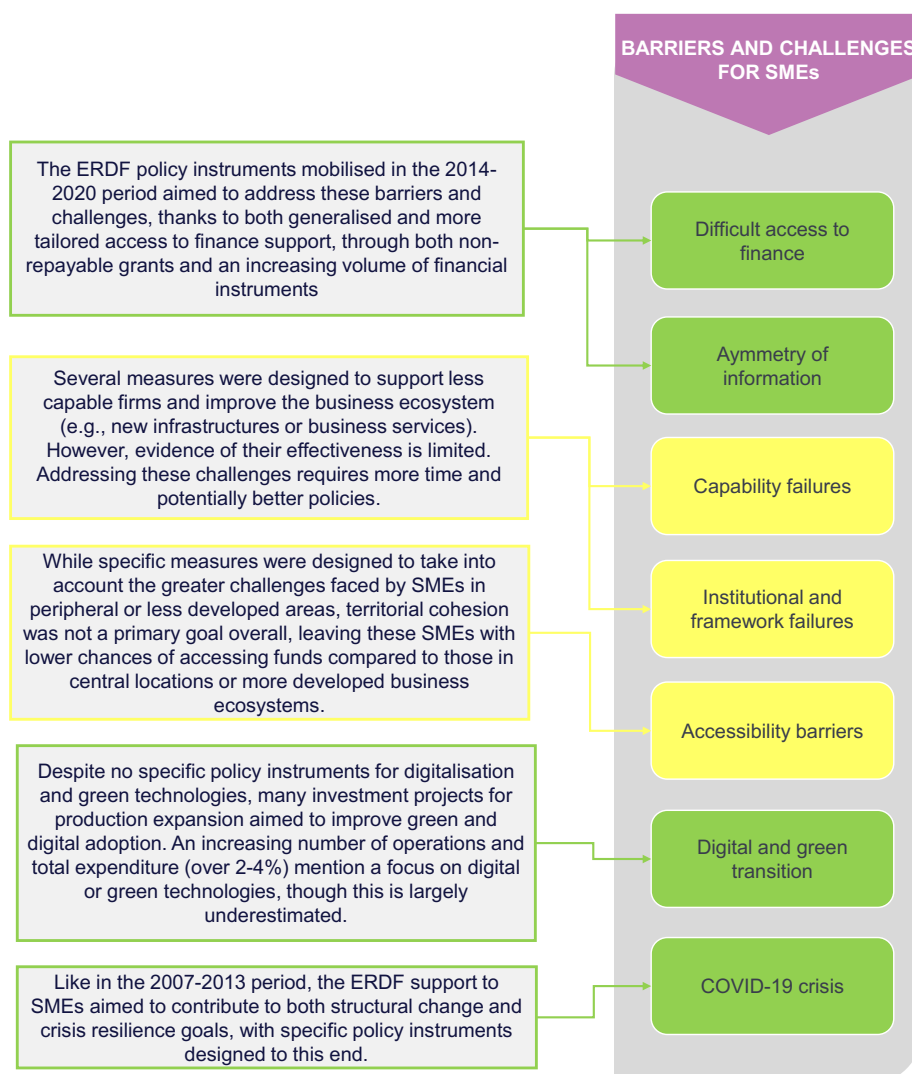 BARRIERS AND CHALLENGES
FOR SMEs
The ERDF policy instruments mobilised in the 2014-
2020 period aimed to address these barriers and
challenges, thanks to both generalised and more
tailored access to finance support, through both non-
repayable grants and an increasing volume of financial
instruments
Difficult access to
finance
Aymmetry of
information
Several measures were designed to support less
capable firms and improve the business ecosystem
(e.g., new infrastructures or business services).
However, evidence of their effectiveness is limited.
Addressing these challenges requires more time and
potentially better policies.
Capability failures
Institutional and
framework failures
While specific measures were designed to take into
account the greater challenges faced by SMEs in
peripheral or less developed areas, territorial cohesion
was not a primary goal overall, leaving these SMEs with
lower chances of accessing funds compared to those in
central locations or more developed business
ecosystems.
Accessibility barriers
Despite no specific policy instruments for digitalisation
and green technologies, many investment projects for
production expansion aimed to improve green and
digital adoption. An increasing number of operations and
total expenditure (over 2-4%) mention a focus on digital
or green technologies, though this is largely
underestimated.
Digital and green
transition
Like in the 2007-2013 period, the ERDF support to
SMEs aimed to contribute to both structural change and
crisis resilience goals, with specific policy instruments
designed to this end.
COVID-19 crisis